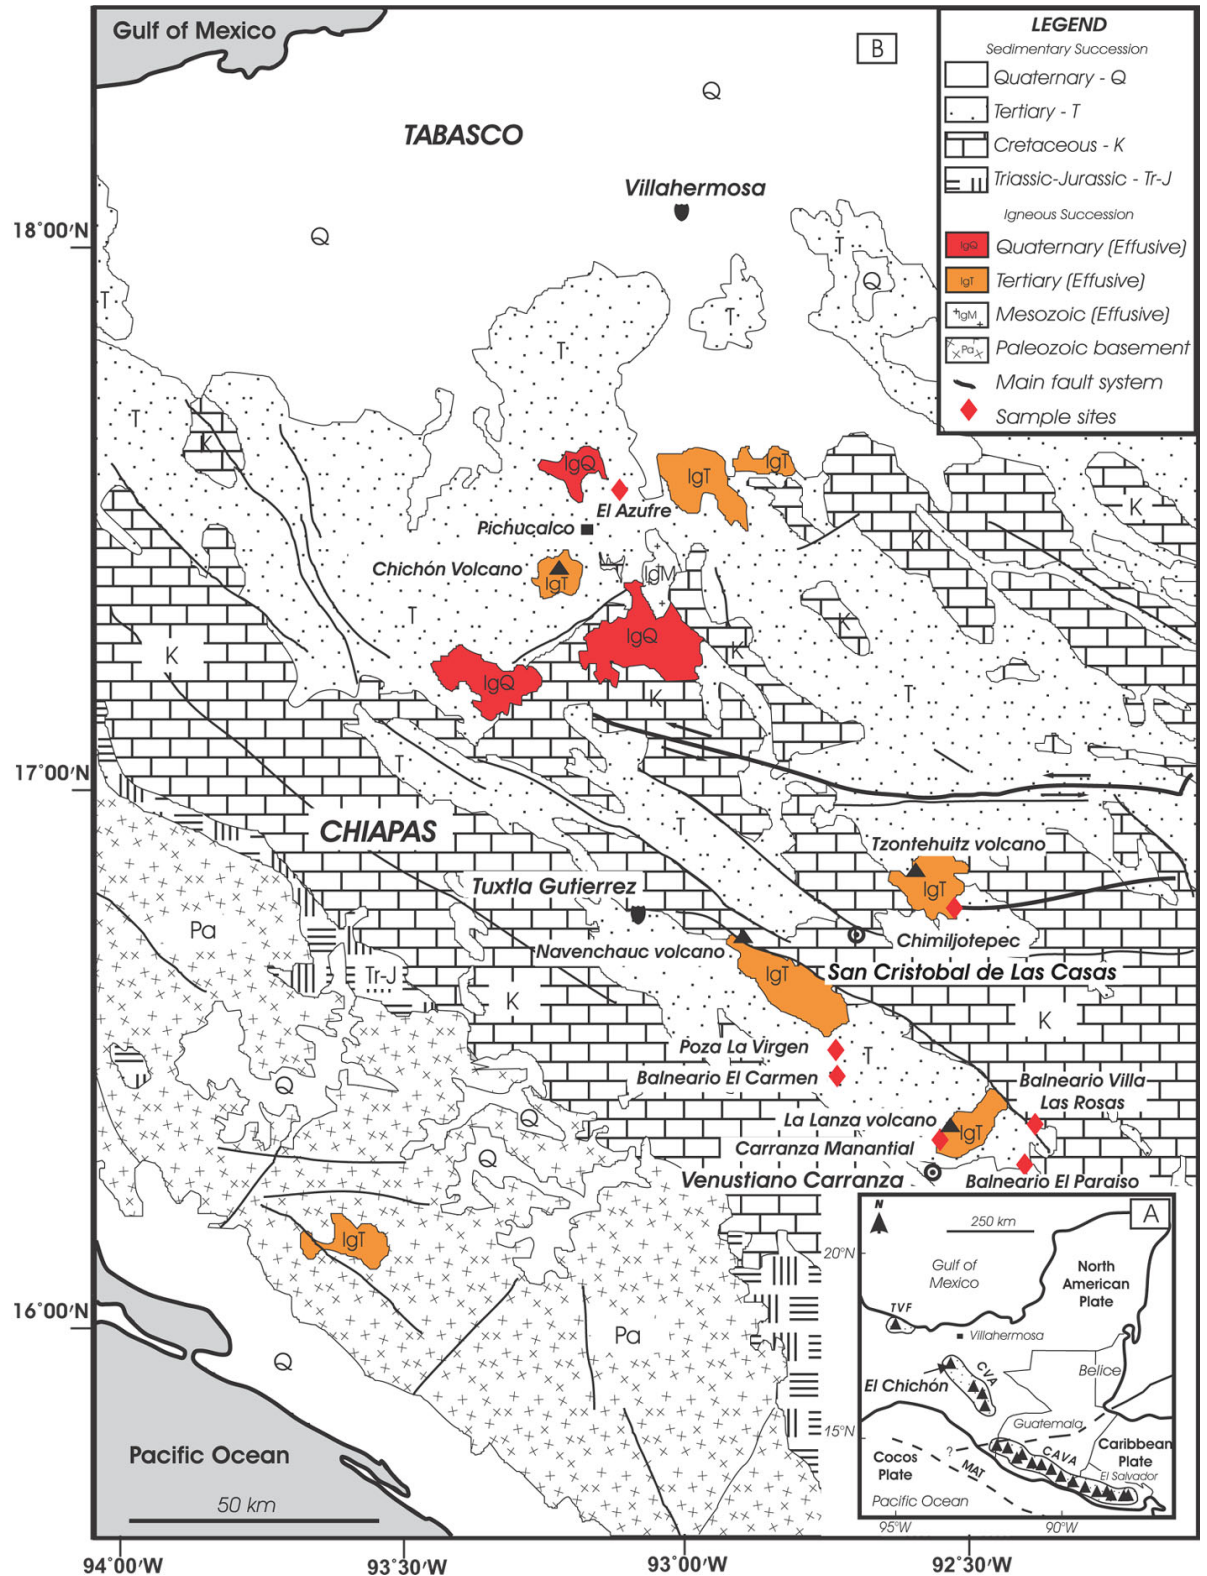 Gulf of Mexico
B
LEGEND
Sedimentary Succession
Quaternary - Q
Tertiary - T
Cretaceous - K
Triassic-Jurassic - Tr-J
Igneous Succession
IgQ Quaternary (Effusive)
IgT Tertiary (Effusive)
IgM Mesozoic (Effusive)
Pa Paleozoic basement
Main fault system
Sample sites
Q
TABASCO
Villahermosa
18°00'N
Q
T
Q
T
T
T
T
K
IgQ
IgT
IgT
El Azufre
K
Pichucalco
K
Chichón Volcano
IgT
IgM
T
K
IgQ
K
K
IgQ
K
T
T
17°00'N
T
CHIAPAS
T
Tzontehuitz volcano
IgT
Tuxtla Gutierrez
Pa
Chimiljotepec
Navenchauc volcano
IgT
San Cristobal de Las Casas
Tr-J
K
K
Poza La Virgen
T
Balneario El Carmen
Balneario Villa
Las Rosas
Q
Q
La Lanza volcano
IgT
Carranza Manantial
Q
Venustiano Carranza
Balneario El Paraiso
IgT
16°00'N
Pa
Q
Pacific Ocean
50 km
94°00'W
93°30'W
93°00'W
92°30'W
A
N
250 km
20°N
Gulf of
Mexico
North
American
Plate
TVF
Villahermosa
CVA
Belice
El Chichón
Guatemala
15°N
?
CAVA
Caribbean
Plate
Cocos
Plate
MAT
El Salvador
Pacific Ocean
95°W
90°W